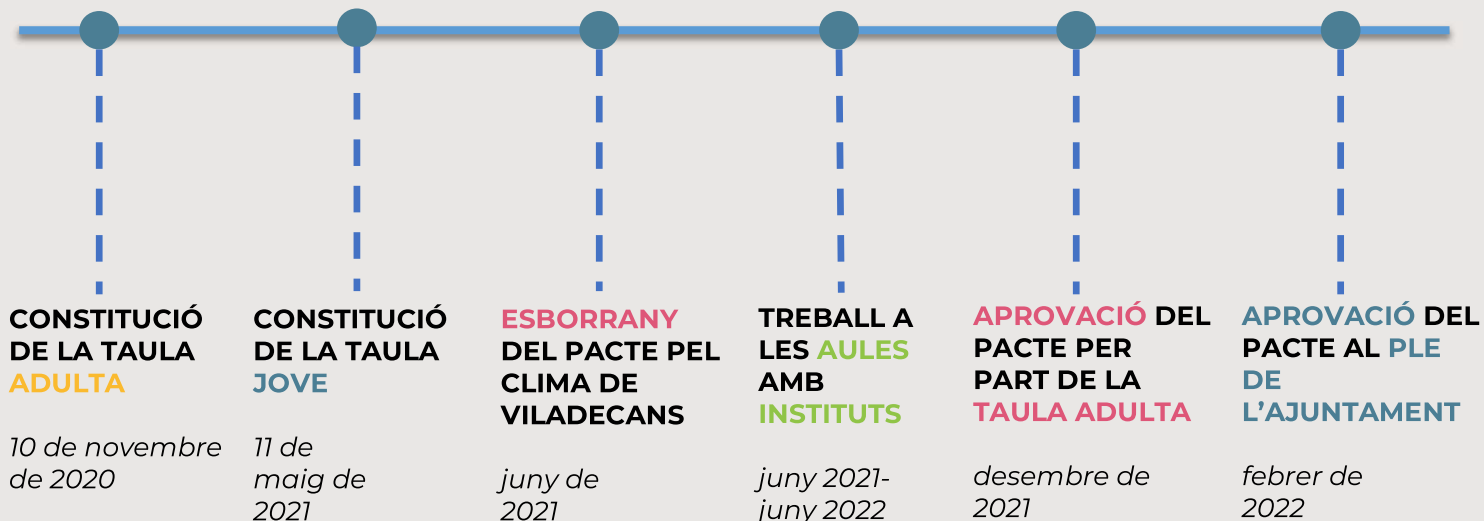 CONSTITUCIÓ
DE LA TAULA
ADULTA
10 de novembre
de 2020
CONSTITUCIÓ
DE LA TAULA
JOVE
11 de
maig de
2021
ESBORRANY
DEL PACTE PEL
CLIMA DE
VILADECANS
juny de
2021
TREBALL A
LES AULES
AMB
INSTITUTS
juny 2021-
juny 2022
APROVACIÓ DEL
PACTE PER
PART DE LA
TAULA ADULTA
desembre de
2021
APROVACIÓ DEL
PACTE AL PLE
DE
L’AJUNTAMENT
febrer de
2022